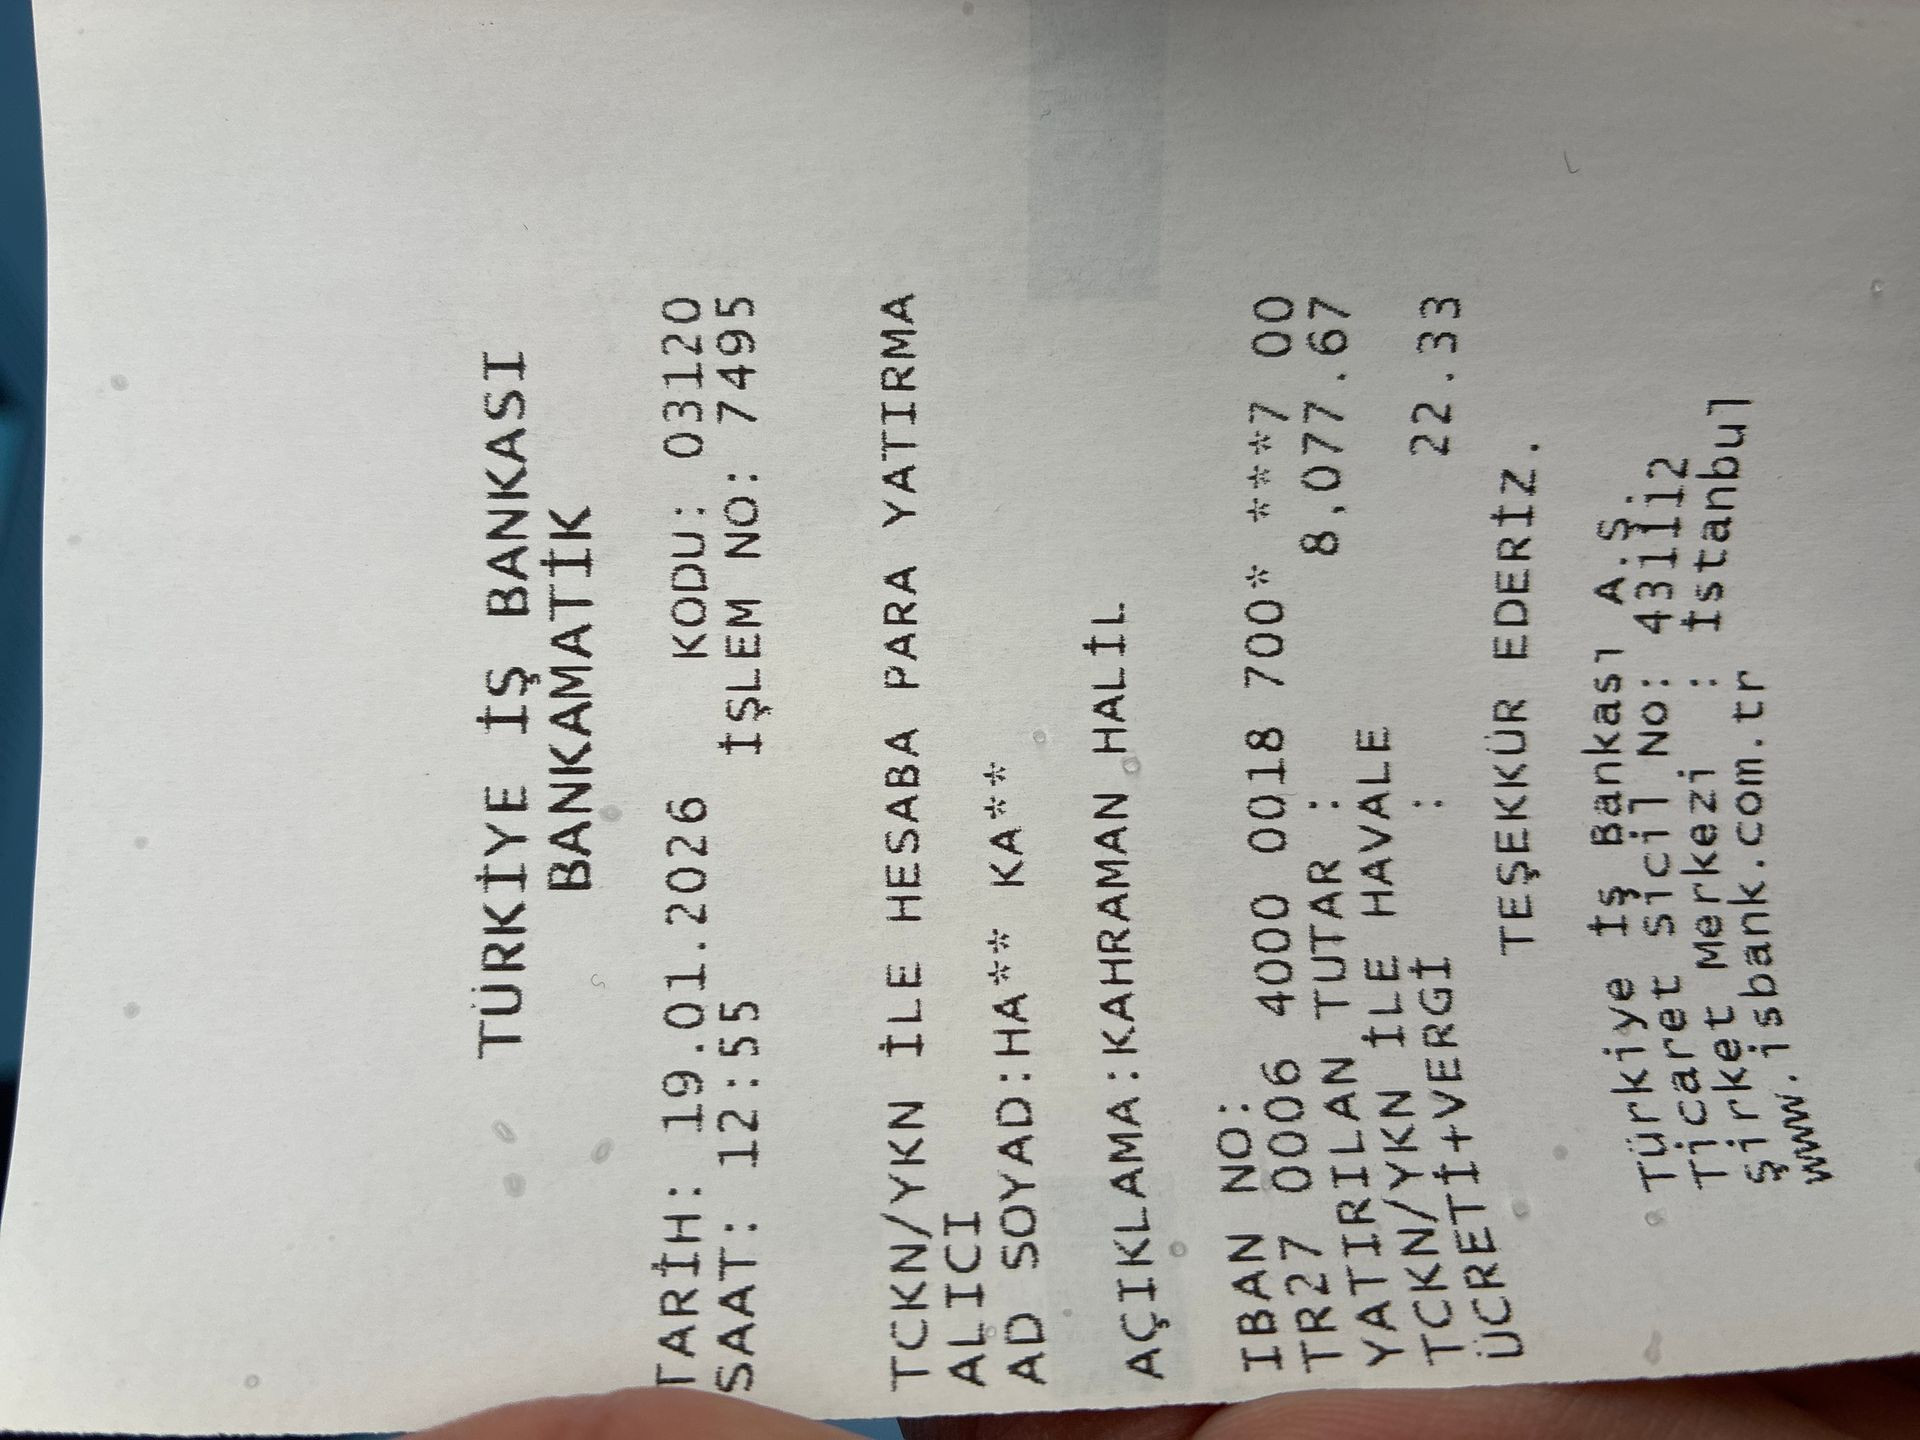 TÜRKİYE İŞ BANKASI
BANKAMATİK
TARİH: 19.01.2026 KODU: 03120
SAAT: 12:55 İŞLEM NO: 7495
TCKN/YKN İLE HESABA PARA YATIRMA
ALICI
AD SOYAD:HA** KA**
AÇIKLAMA:KAHRAMAN HALİL
IBAN NO:
TR27 0006 4000 0018 700* ***7 00
YATIRILAN TUTAR : 8,077.67
TCKN/YKN İLE HAVALE
ÜCRETİ+VERGİ : 22.33
TEŞEKKÜR EDERİZ.
Türkiye İş Bankası A.Ş.
Ticaret Sicil No: 431112
Şirket Merkezi : İstanbul
www.isbank.com.tr